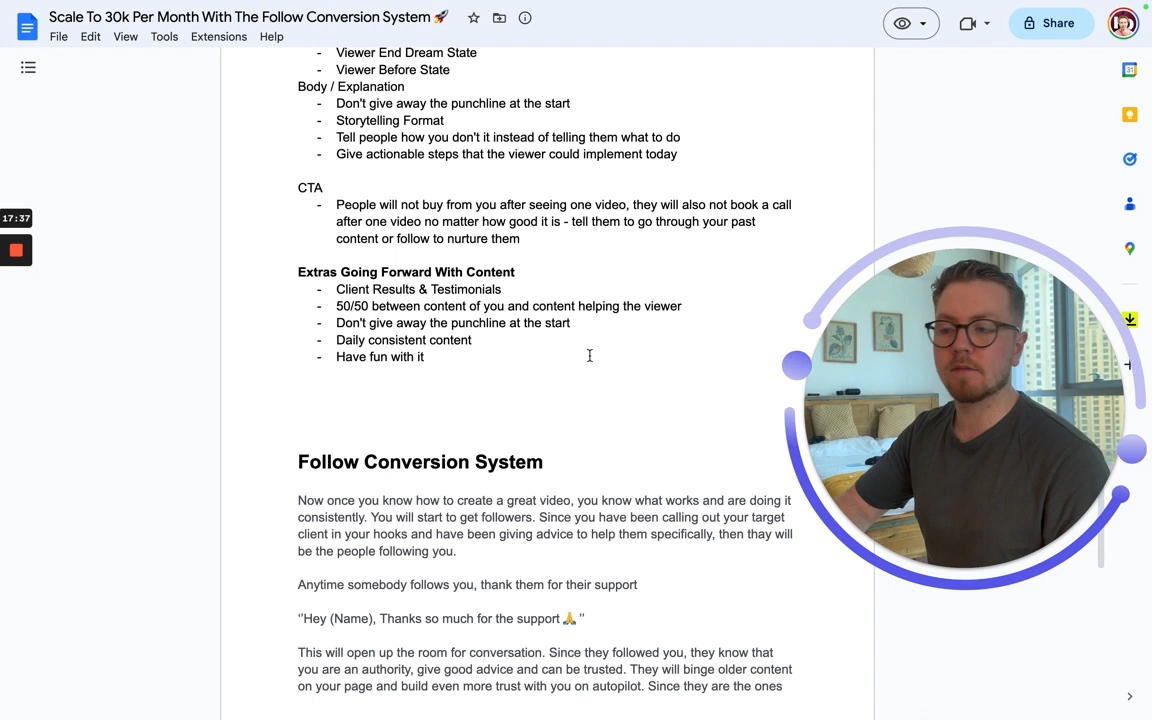 Scale To 30k Per Month With The Follow Conversion System 🚀
File Edit View Tools Extensions Help
Share
31
17:37
- Viewer End Dream State
- Viewer Before State
Body / Explanation
- Don't give away the punchline at the start
- Storytelling Format
- Tell people how you don't it instead of telling them what to do
- Give actionable steps that the viewer could implement today
CTA
- People will not buy from you after seeing one video, they will also not book a call
after one video no matter how good it is - tell them to go through your past
content or follow to nurture them
Extras Going Forward With Content
- Client Results & Testimonials
- 50/50 between content of you and content helping the viewer
- Don't give away the punchline at the start
- Daily consistent content
- Have fun with it
Follow Conversion System
Now once you know how to create a great video, you know what works and are doing it
consistently. You will start to get followers. Since you have been calling out your target
client in your hooks and have been giving advice to help them specifically, then thay will
be the people following you.
Anytime somebody follows you, thank them for their support
‘'Hey (Name), Thanks so much for the support 🙏 ’'
This will open up the room for conversation. Since they followed you, they know that
you are an authority, give good advice and can be trusted. They will binge older content
on your page and build even more trust with you on autopilot. Since they are the ones